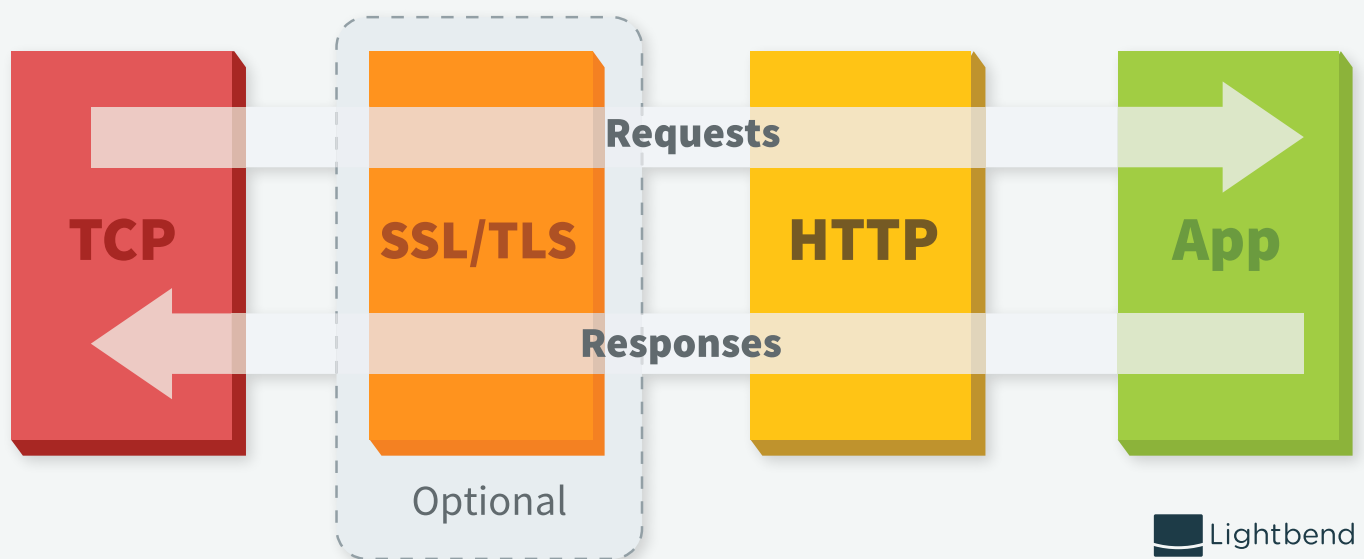 Requests
TCP
SSL/TLS
HTTP
App
Responses
Optional
Lightbend